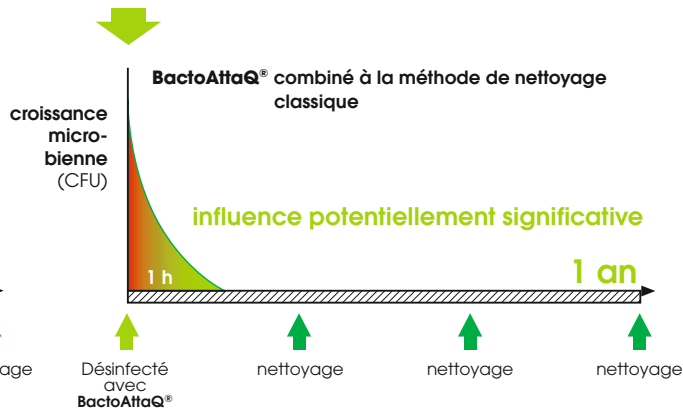 BactoAttaQ® combiné à la méthode de nettoyage
classique
croissance
micro-
bienne
(CFU)
influence potentiellement significative
1 h
1 an
age
Désinfecté
avec
BactoAttaQ®
nettoyage
nettoyage
nettoyage